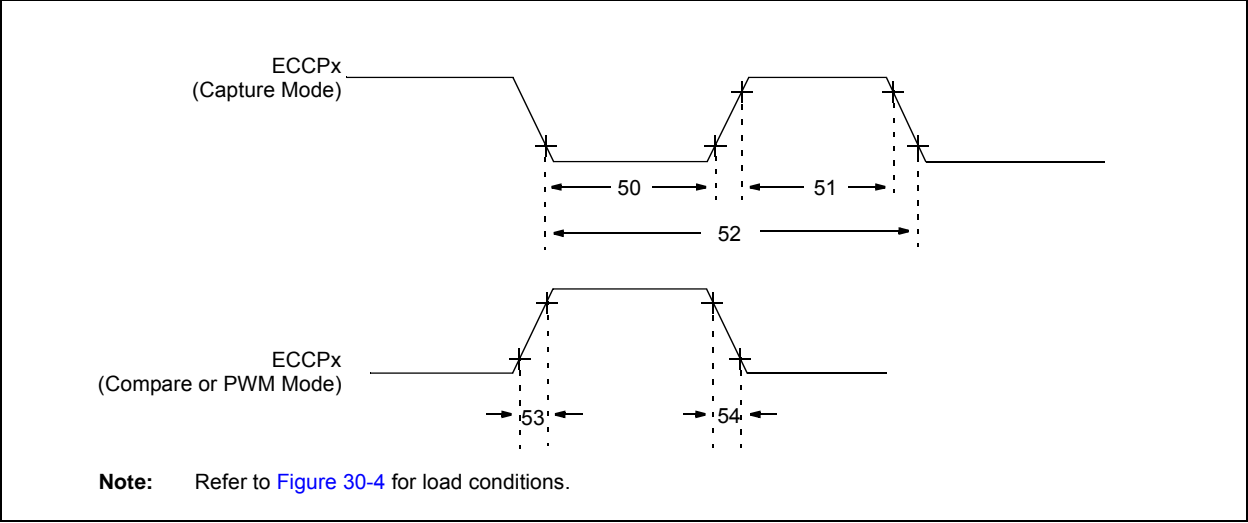 ECCPx
(Capture Mode)
50
51
52
ECCPx
(Compare or PWM Mode)
53
54
Note: Refer to Figure 30-4 for load conditions.